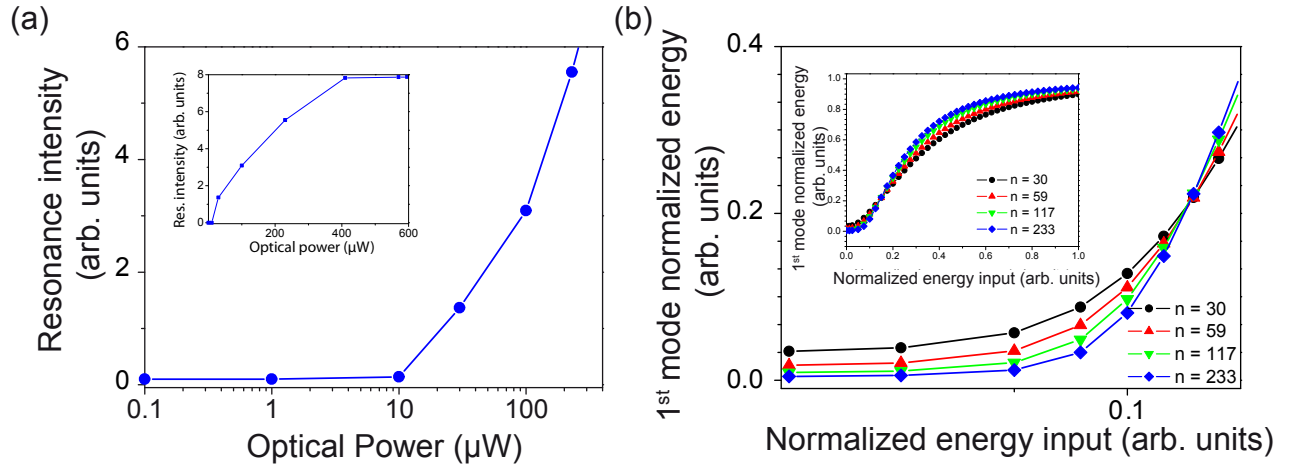 (a)
Resonance intensity
(arb. units)
6
4
2
0
0.1
1
10
100
Optical Power (µW)
Res. intensity (arb. units)
8
6
4
2
0
200
400
600
Optical power (µW)
(b)
1st mode normalized energy
(arb. units)
0.4
0.2
0.0
0.1
Normalized energy input (arb. units)
n = 30
n = 59
n = 117
n = 233
1st mode normalized energy
(arb. units)
1.0
0.8
0.6
0.4
0.2
0.0
0.0
0.2
0.4
0.6
0.8
1.0
Normalized energy input (arb. units)
n = 30
n = 59
n = 117
n = 233